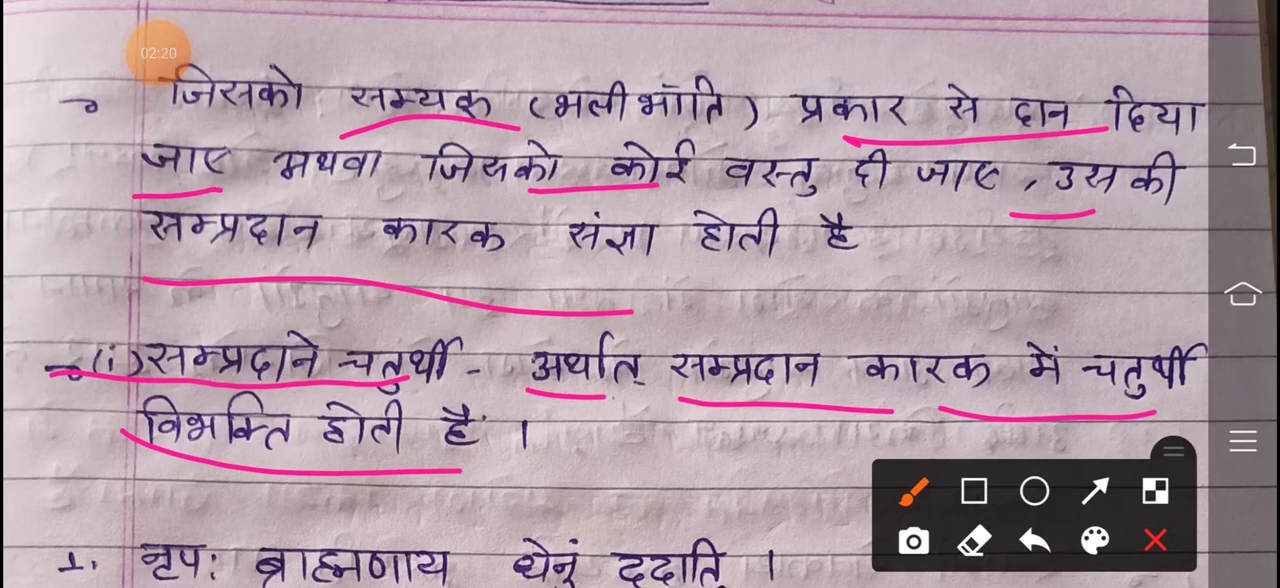 02:20
→ जिसको सम्यक (भलीभाँति) प्रकार से दान दिया
जाए अथवा जिसको कोई वस्तु दी जाए , उसकी
सम्प्रदान कारक संज्ञा होती है
→(i) सम्प्रदाने चतुर्थी - अर्थात् सम्प्रदान कारक में चतुर्थी
विभक्ति होती है ।
1. नृपः ब्राह्मणाय धेनूं ददाति ।